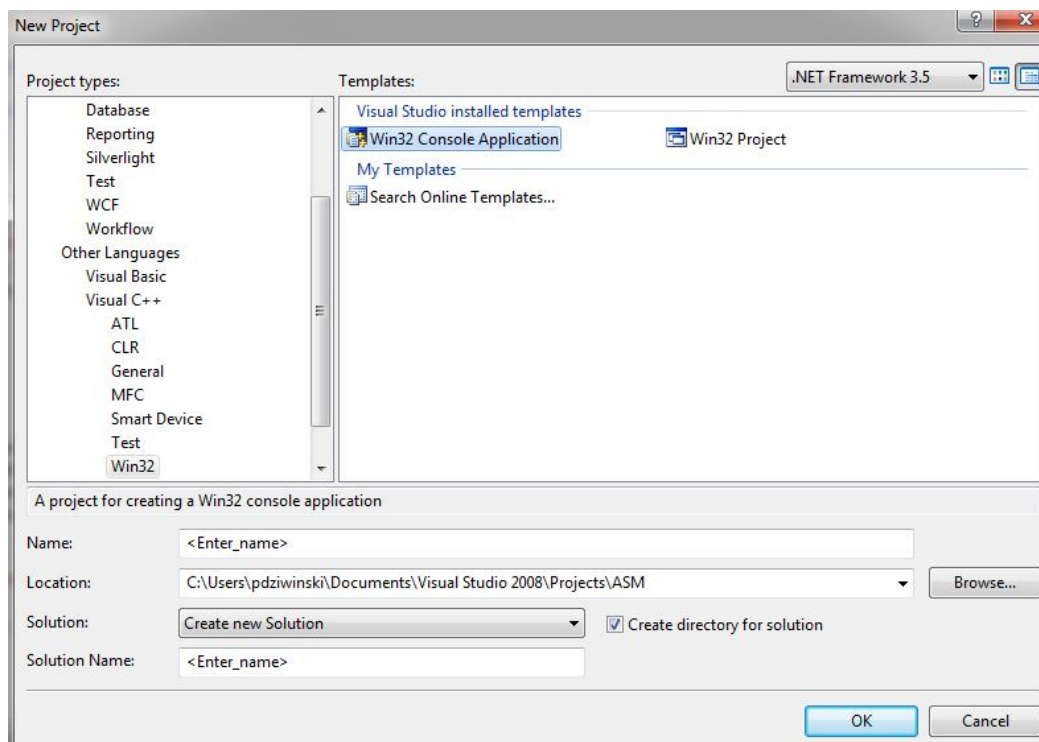 New Project
Project types:
Templates:
.NET Framework 3.5
Database
Reporting
Silverlight
Test
WCF
Workflow
Other Languages
Visual Basic
Visual C++
ATL
CLR
General
MFC
Smart Device
Test
Win32
Visual Studio installed templates
Win32 Console Application
Win32 Project
My Templates
Search Online Templates...
A project for creating a Win32 console application
Name:
<Enter_name>
Location:
C:\Users\pdziwinski\Documents\Visual Studio 2008\Projects\ASM
Browse...
Solution:
Create new Solution
Create directory for solution
Solution Name:
<Enter_name>
OK
Cancel